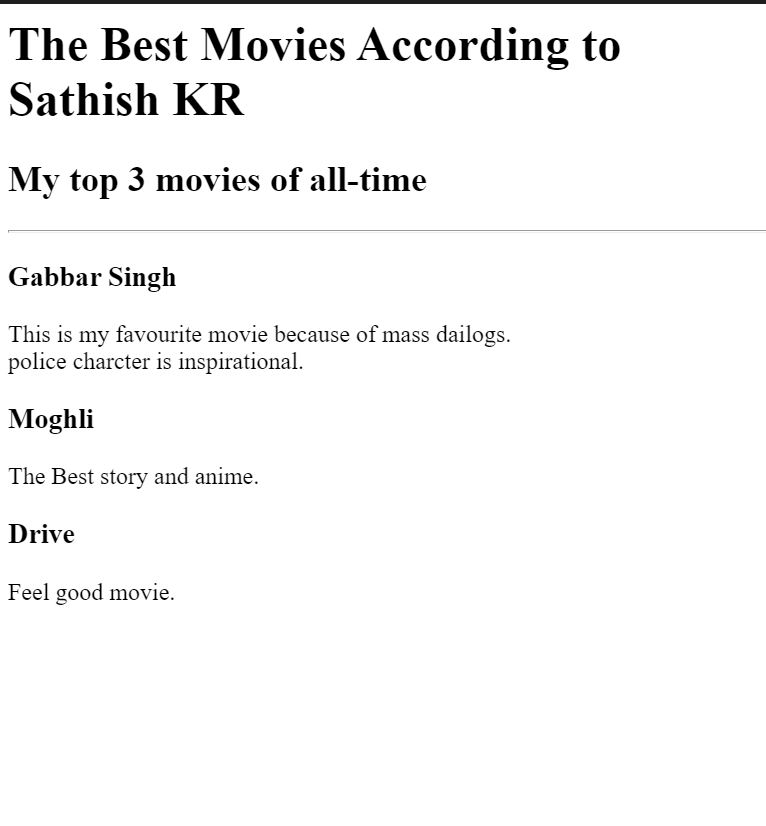 The Best Movies According to
Sathish KR
My top 3 movies of all-time
Gabbar Singh
This is my favourite movie because of mass dailogs.
police charcter is inspirational.
Moghli
The Best story and anime.
Drive
Feel good movie.